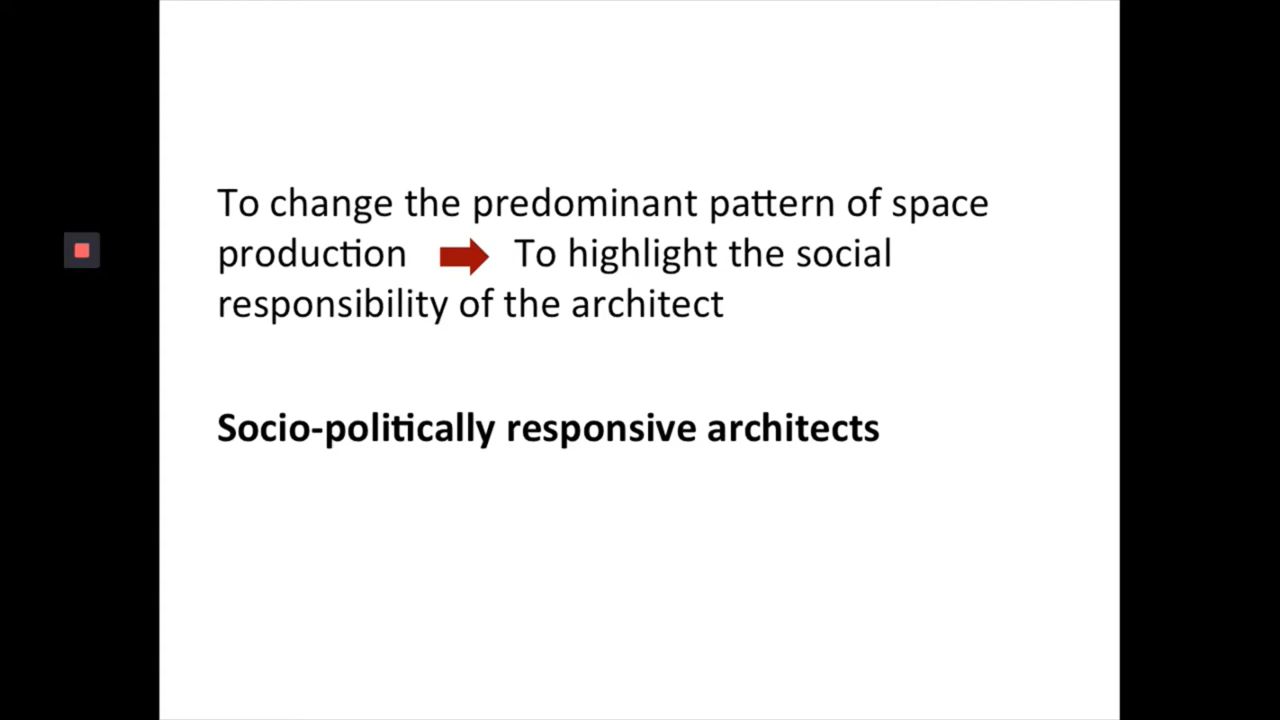 To change the predominant pattern of space
production To highlight the social
responsibility of the architect
Socio-politically responsive architects